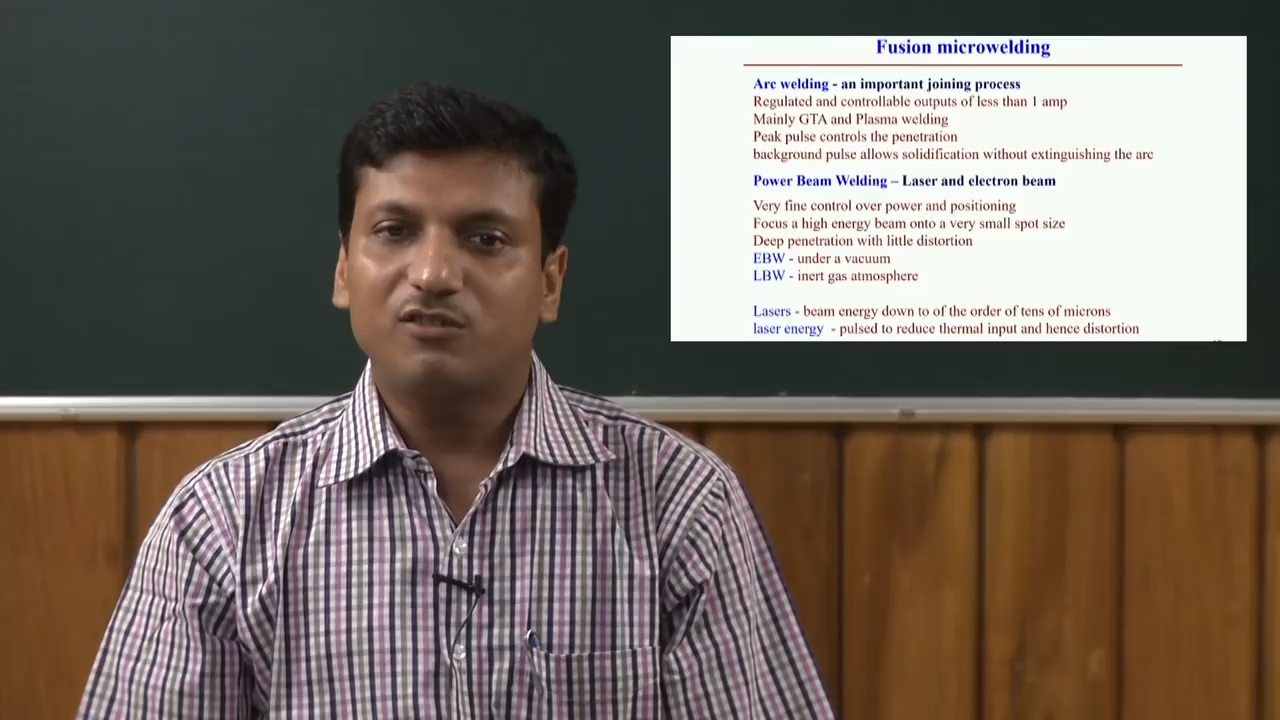 Fusion microwelding
Arc welding - an important joining process
Regulated and controllable outputs of less than 1 amp
Mainly GTA and Plasma welding
Peak pulse controls the penetration
background pulse allows solidification without extinguishing the arc
Power Beam Welding – Laser and electron beam
Very fine control over power and positioning
Focus a high energy beam onto a very small spot size
Deep penetration with little distortion
EBW - under a vacuum
LBW - inert gas atmosphere
Lasers - beam energy down to of the order of tens of microns
laser energy - pulsed to reduce thermal input and hence distortion